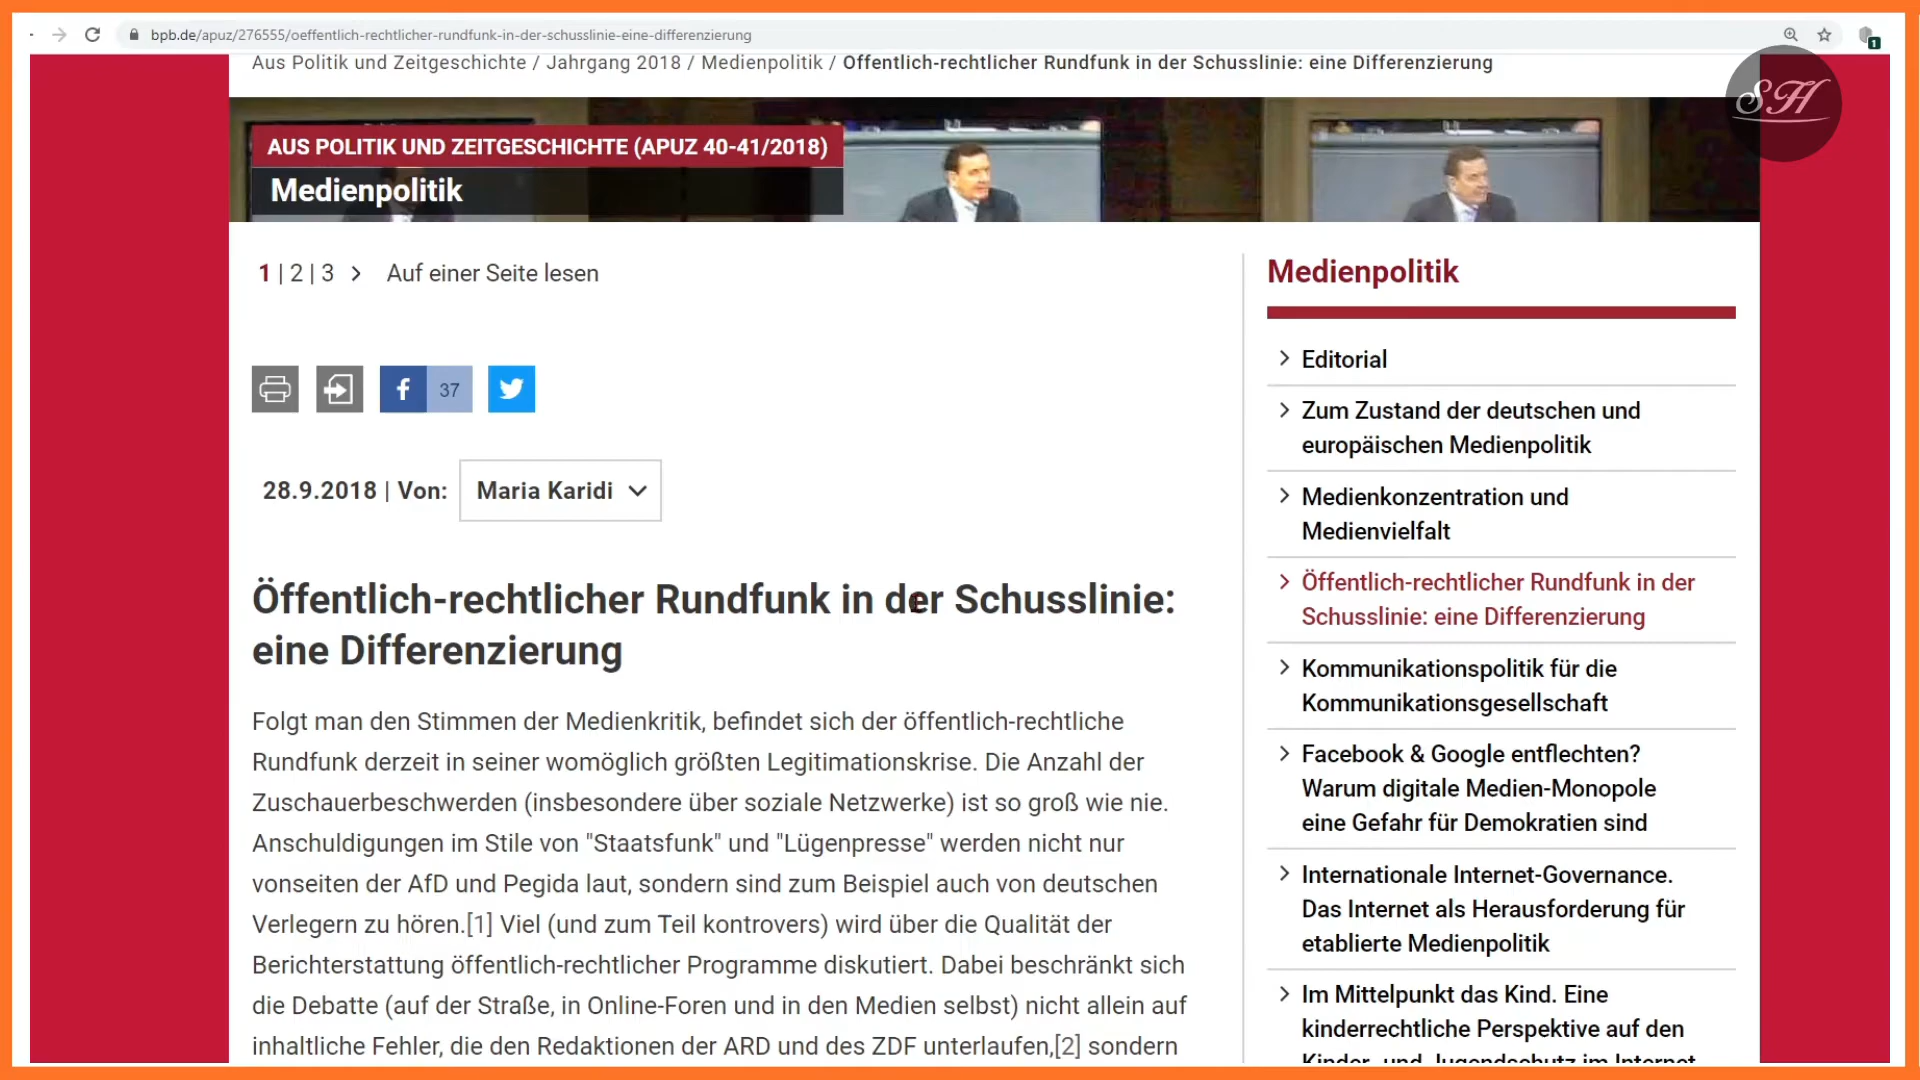 bpb.de/apuz/276555/oeffentlich-rechtlicher-rundfunk-in-der-schusslinie-eine-differenzierung
1
Aus Politik und Zeitgeschichte / Jahrgang 2018 / Medienpolitik / Öffentlich-rechtlicher Rundfunk in der Schusslinie: eine Differenzierung
SH
AUS POLITIK UND ZEITGESCHICHTE (APUZ 40-41/2018)
Medienpolitik
1 | 2 | 3 Auf einer Seite lesen
f 37
28.9.2018 | Von: Maria Karidi
Öffentlich-rechtlicher Rundfunk in der Schusslinie:
eine Differenzierung
Folgt man den Stimmen der Medienkritik, befindet sich der öffentlich-rechtliche
Rundfunk derzeit in seiner womöglich größten Legitimationskrise. Die Anzahl der
Zuschauerbeschwerden (insbesondere über soziale Netzwerke) ist so groß wie nie.
Anschuldigungen im Stile von "Staatsfunk" und "Lügenpresse" werden nicht nur
vonseiten der AfD und Pegida laut, sondern sind zum Beispiel auch von deutschen
Verlegern zu hören.[1] Viel (und zum Teil kontrovers) wird über die Qualität der
Berichterstattung öffentlich-rechtlicher Programme diskutiert. Dabei beschränkt sich
die Debatte (auf der Straße, in Online-Foren und in den Medien selbst) nicht allein auf
inhaltliche Fehler, die den Redaktionen der ARD und des ZDF unterlaufen,[2] sondern
Medienpolitik
Editorial
Zum Zustand der deutschen und
europäischen Medienpolitik
Medienkonzentration und
Medienvielfalt
Öffentlich-rechtlicher Rundfunk in der
Schusslinie: eine Differenzierung
Kommunikationspolitik für die
Kommunikationsgesellschaft
Facebook & Google entflechten?
Warum digitale Medien-Monopole
eine Gefahr für Demokratien sind
Internationale Internet-Governance.
Das Internet als Herausforderung für
etablierte Medienpolitik
Im Mittelpunkt das Kind. Eine
kinderrechtliche Perspektive auf den
Kinder- und Jugendschutz im Internet